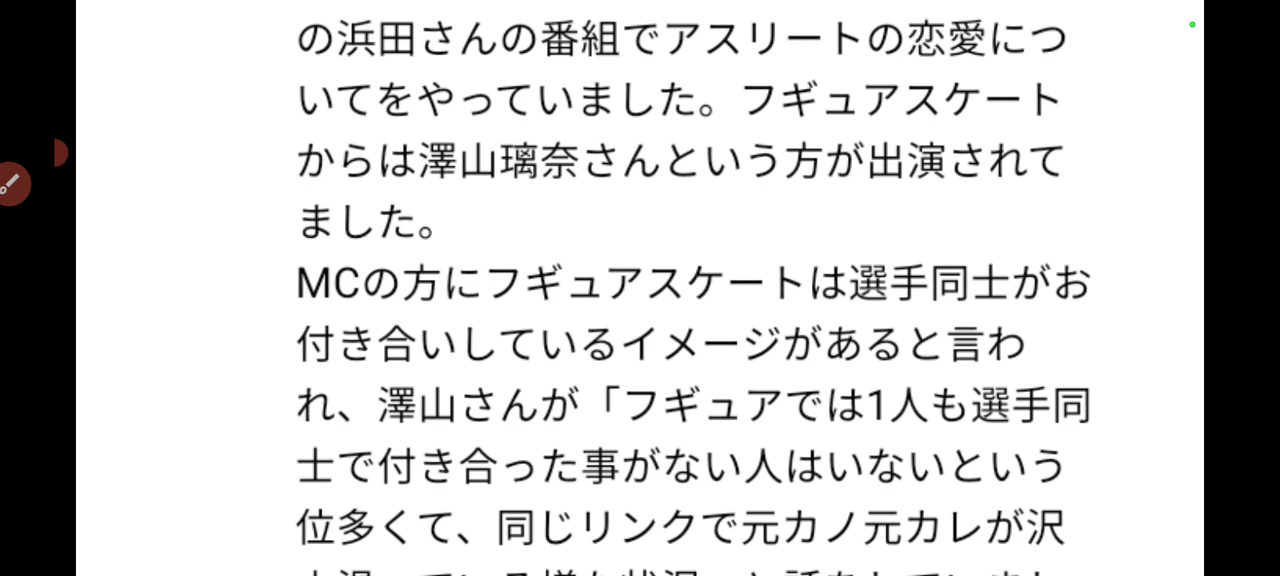 の浜田さんの番組でアスリートの恋愛につ
いてをやっていました。フギュアスケート
からは澤山璃奈さんという方が出演されて
ました。
MCの方にフギュアスケートは選手同士がお
付き合いしているイメージがあると言わ
れ、澤山さんが「フギュアでは1人も選手同
士で付き合った事がない人はいないという
位多くて、同じリンクで元カノ元カレが沢